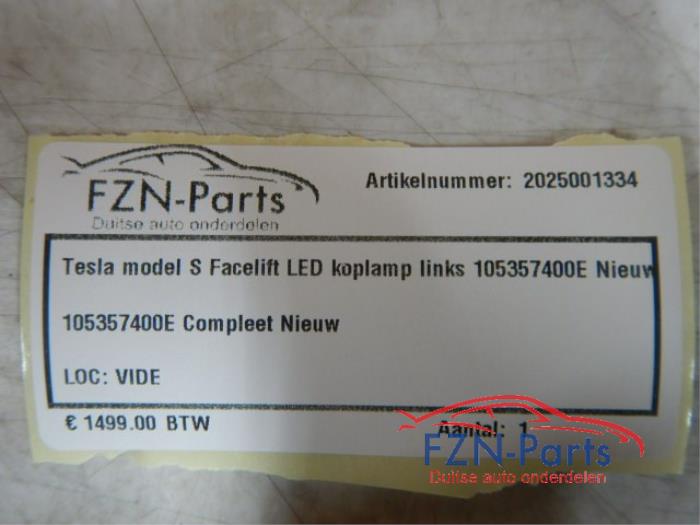 FZN-Parts
Duitse auto onderdelen
Artikelnummer: 2025001334
Tesla model S Facelift LED koplamp links 105357400E Nieuw
105357400E Compleet Nieuw
LOC: VIDE
€ 1499.00 BTW
Aantal: 1
FZN-Parts
Duitse auto onderdelen